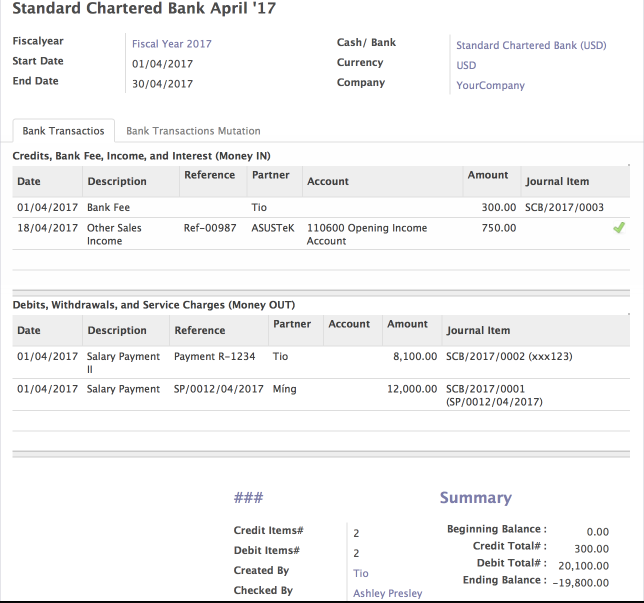 Standard Chartered Bank April '17
Fiscalyear Fiscal Year 2017 Cash/ Bank Standard Chartered Bank (USD)
Start Date 01/04/2017 Currency USD
End Date 30/04/2017 Company YourCompany
Bank Transactios Bank Transactions Mutation
Credits, Bank Fee, Income, and Interest (Money IN)
Date Description Reference Partner Account Amount Journal Item
01/04/2017 Bank Fee Tio 300.00 SCB/2017/0003
18/04/2017 Other Sales Ref-00987 ASUSTeK 110600 Opening Income 750.00
Income Account
Debits, Withdrawals, and Service Charges (Money OUT)
Date Description Reference Partner Account Amount Journal Item
01/04/2017 Salary Payment Payment R-1234 Tio 8,100.00 SCB/2017/0002 (xxx123)
II
01/04/2017 Salary Payment SP/0012/04/2017 Míng 12,000.00 SCB/2017/0001
(SP/0012/04/2017)
### Summary
Credit Items# 2 Beginning Balance : 0.00
Debit Items# 2 Credit Total# : 300.00
Created By Tio Debit Total# : 20,100.00
Checked By Ashley Presley Ending Balance : -19,800.00